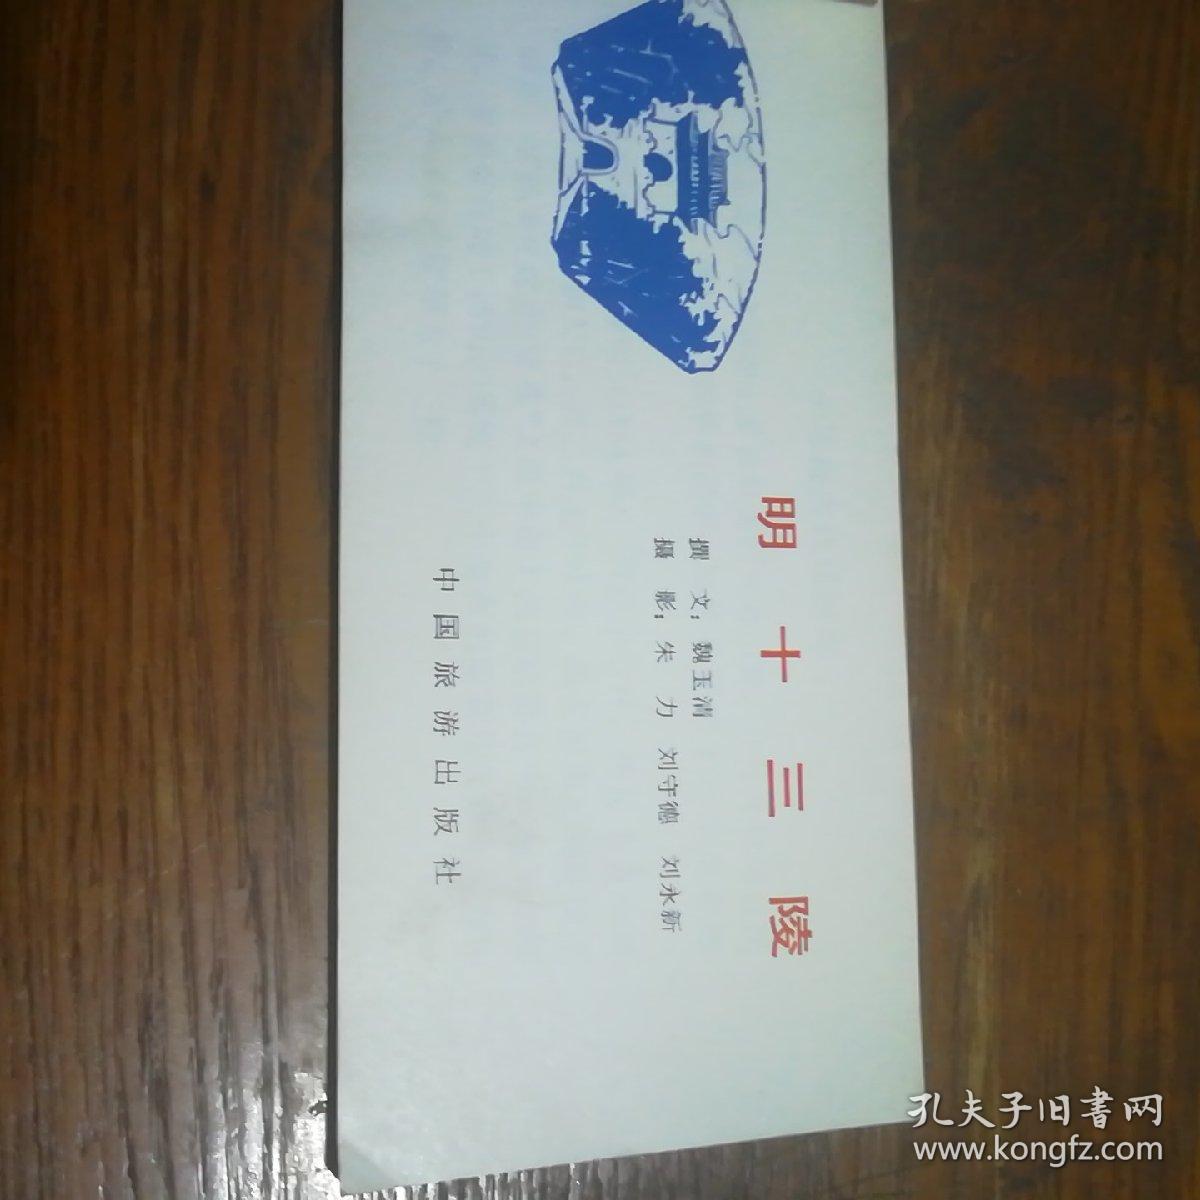 明十三陵
撰文：魏玉清
摄影：朱力 刘守德 刘永新
中国旅游出版社
孔夫子旧書网
www.kongfz.com